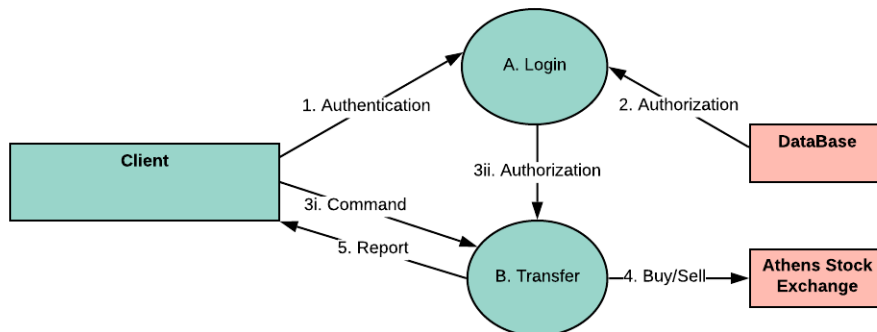 A. Login
1. Authentication
2. Authorization
DataBase
Client
3ii. Authorization
3i. Command
5. Report
B. Transfer
4. Buy/Sell
Athens Stock
Exchange